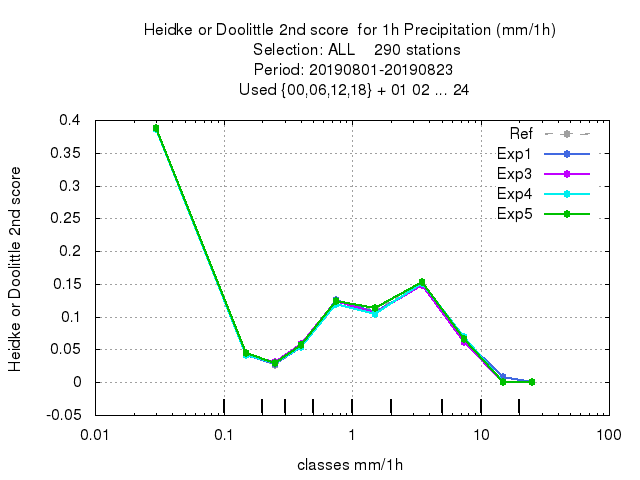 Heidke or Doolittle 2nd score  for 1h Precipitation (mm/1h)
Selection: ALL    290 stations
Period: 20190801-20190823
Used {00,06,12,18} + 01 02 ... 24
Ref
Exp1
Exp3
Exp4
Exp5
0.4
0.35
0.3
0.25
0.2
0.15
0.1
0.05
0
-0.05
Heidke or Doolittle 2nd score
0.01
0.1
1
10
100
classes mm/1h